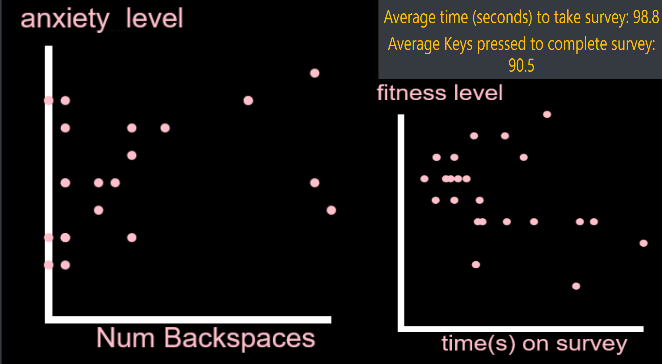 anxiety level
Num Backspaces
Average time (seconds) to take survey: 98.8
Average Keys pressed to complete survey:
90.5
fitness level
time(s) on survey